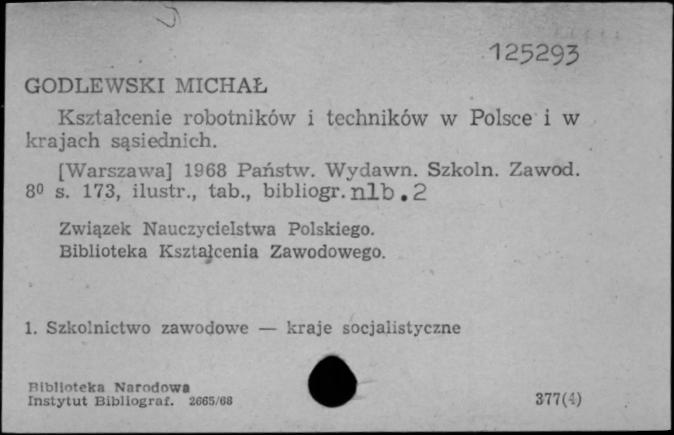 125293
GODLEWSKI MICHAŁ
Kształcenie robotników i techników w Polsce i w
krajach sąsiednich.
[Warszawa] 1968 Państw. Wydawn. Szkoln. Zawod.
8⁰ s. 173, ilustr., tab., bibliogr. nlb. 2
Związek Nauczycielstwa Polskiego.
Biblioteka Kształcenia Zawodowego.
1. Szkolnictwo zawodowe — kraje socjalistyczne
Biblioteka Narodowa
Instytut Bibliograf. 2665/68
377(4)